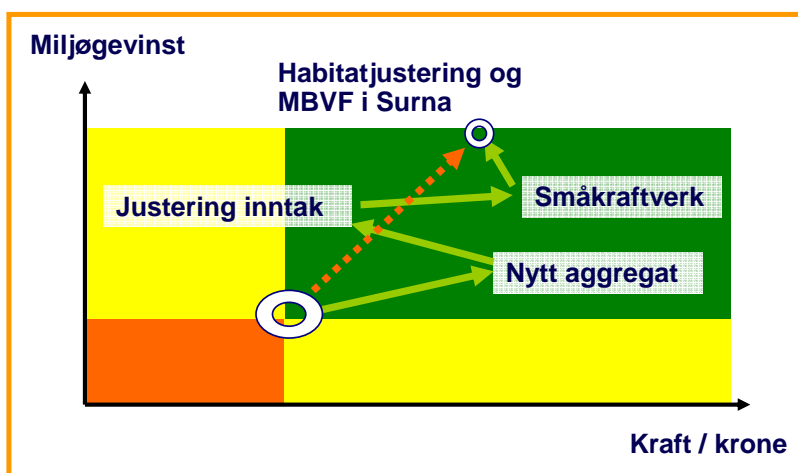 Miljøgevinst
Habitatjustering og
MBVF i Surna
Justering inntak
Småkraftverk
Nytt aggregat
Kraft / krone